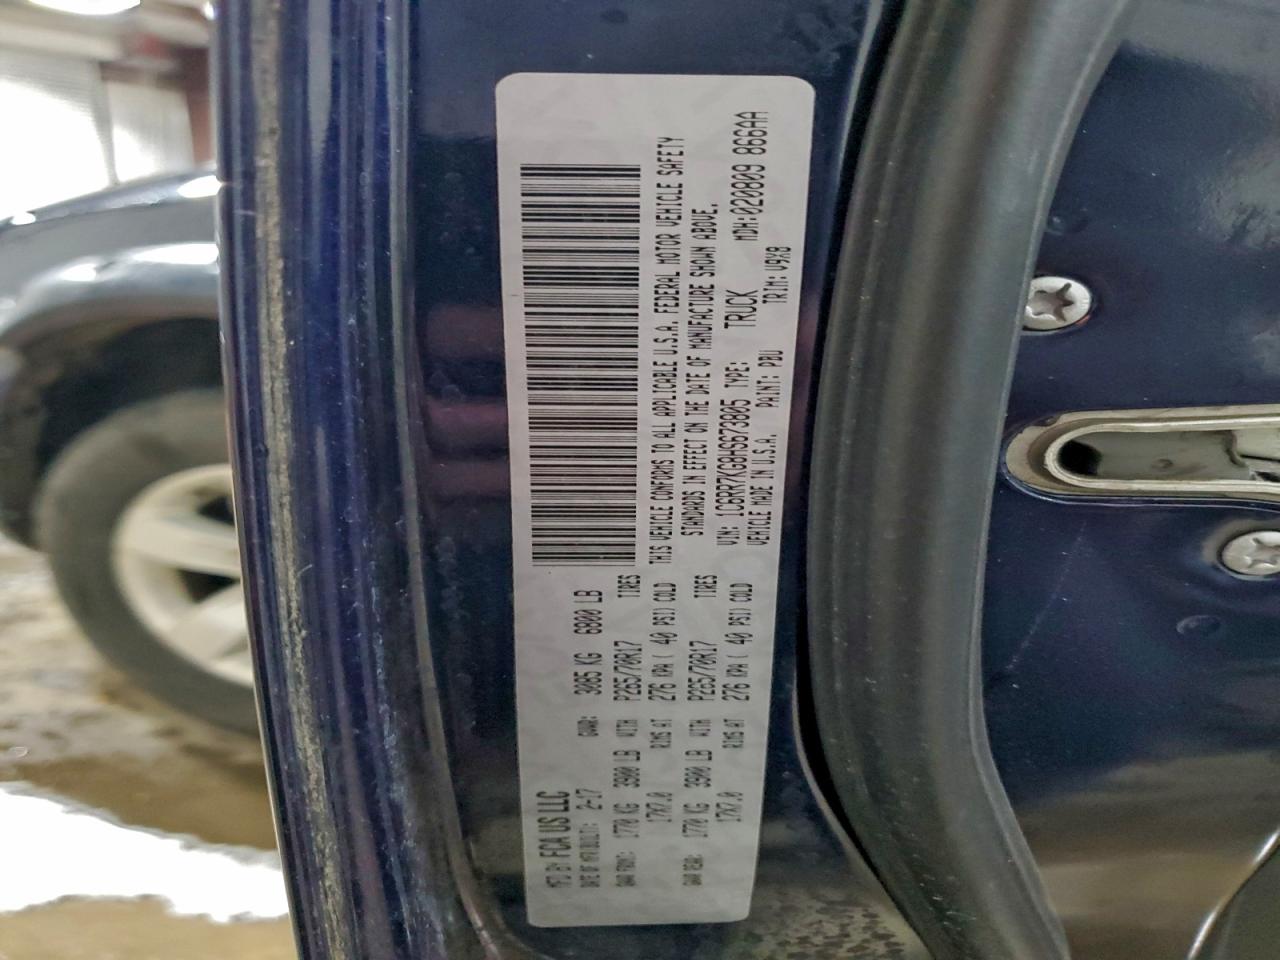 MFD BY: FCA US LLC
DATE OF MFR(BUILT): 2-17 GVWR: 3085 KG 6800 LB
GAWR FRONT: 1770 KG 3900 LB WITH P265/70R17 TIRES
17X7.0 RIMS AT 276 KPA ( 40 PSI) COLD
GAWR REAR: 1770 KG 3900 LB WITH P265/70R17 TIRES
17X7.0 RIMS AT 276 KPA ( 40 PSI) COLD
THIS VEHICLE CONFORMS TO ALL APPLICABLE U.S.A. FEDERAL MOTOR VEHICLE SAFETY
STANDARDS IN EFFECT ON THE DATE OF MANUFACTURE SHOWN ABOVE.
VIN: 1C6RR7KG8HS673805 TYPE: TRUCK MDH:020809 866AA
VEHICLE MADE IN U.S.A. PAINT: PBU TRIM: V9X8